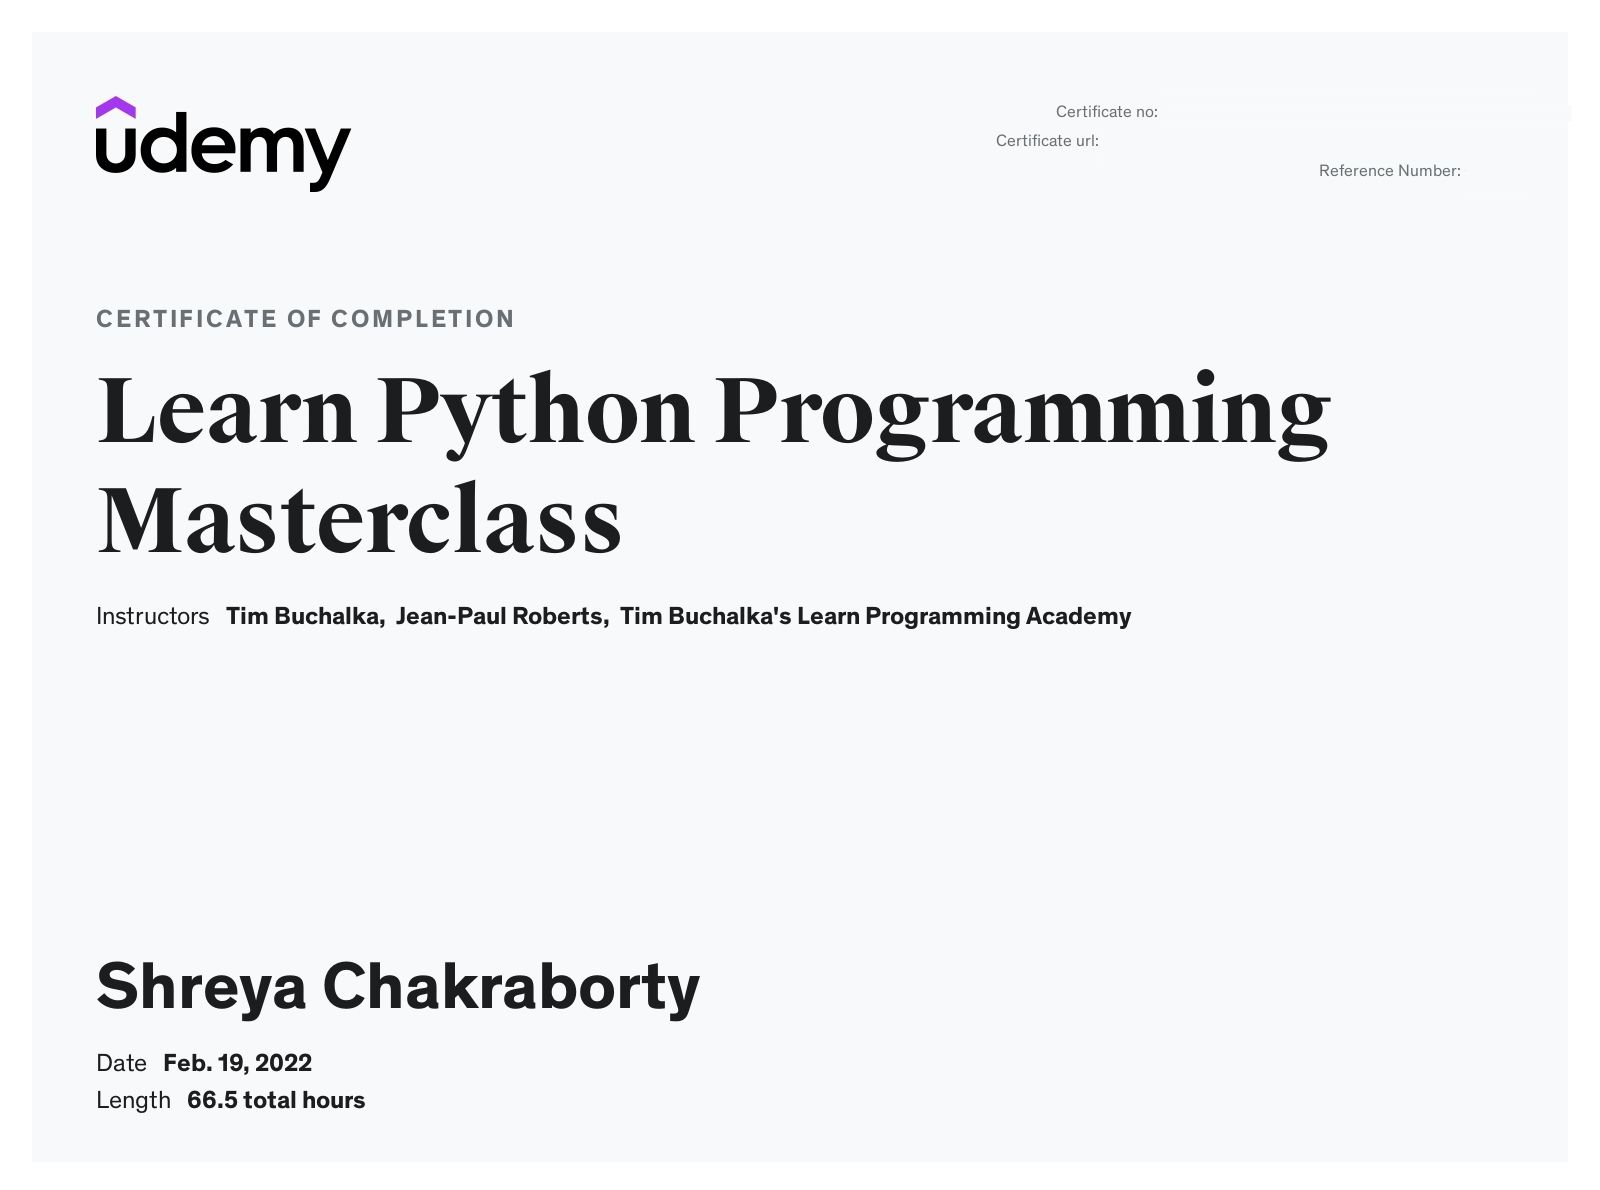 udemy
Certificate no:
Certificate url:
Reference Number:
CERTIFICATE OF COMPLETION
Learn Python Programming
Masterclass
Instructors Tim Buchalka, Jean-Paul Roberts, Tim Buchalka's Learn Programming Academy
Shreya Chakraborty
Date Feb. 19, 2022
Length 66.5 total hours